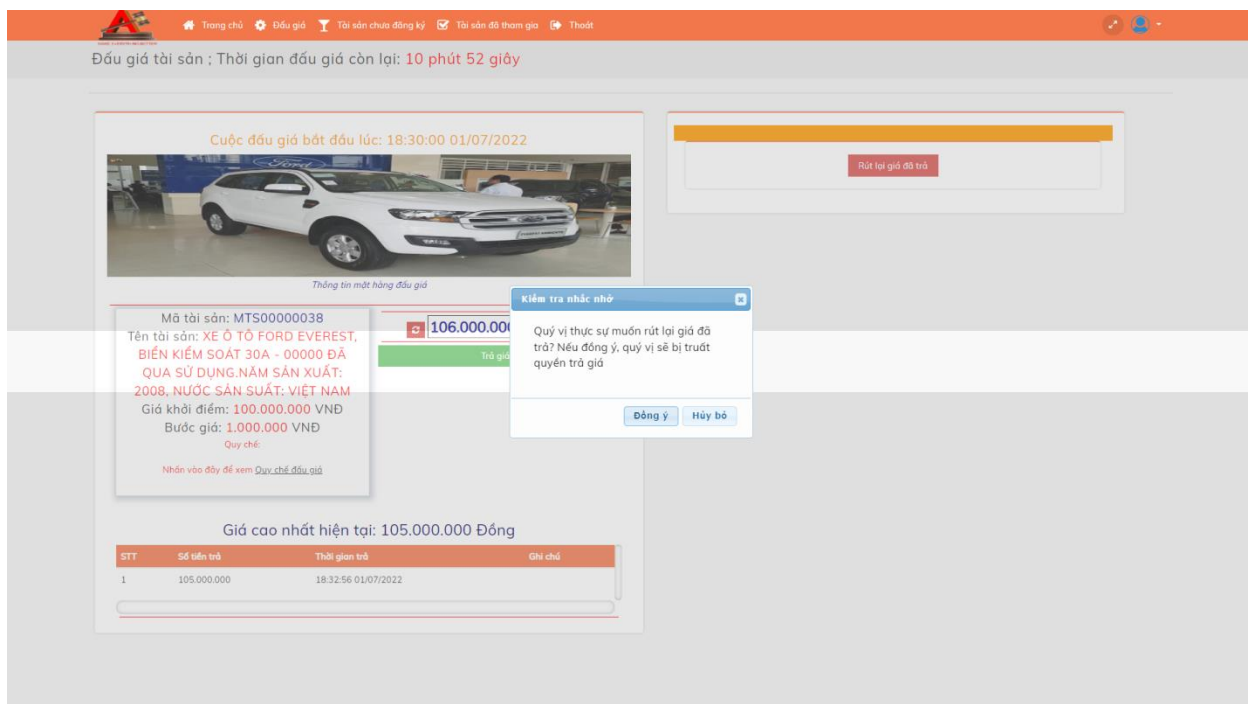 Trang chủ Đấu giá Tài sản chưa đăng ký Tài sản đã tham gia Thoát
Đấu giá tài sản ; Thời gian đấu giá còn lại: 10 phút 52 giây
Cuộc đấu giá bắt đầu lúc: 18:30:00 01/07/2022
Ford
Thông tin mặt hàng đấu giá
Mã tài sản: MTS00000038
Tên tài sản: XE Ô TÔ FORD EVEREST,
BIỂN KIỂM SOÁT 30A - 00000 ĐÃ
QUA SỬ DỤNG.NĂM SẢN XUẤT:
2008, NƯỚC SẢN SUẤT: VIỆT NAM
Giá khởi điểm: 100.000.000 VNĐ
Bước giá: 1.000.000 VNĐ
Quy chế:
Nhấn vào đây để xem Quy chế đấu giá
106.000.000
Trả giá
Giá cao nhất hiện tại: 105.000.000 Đồng
STT Số tiền trả Thời gian trả Ghi chú
1 105.000.000 18:32:56 01/07/2022
Rút lại giá đã trả
Kiểm tra nhắc nhở
Quý vị thực sự muốn rút lại giá đã
trả? Nếu đồng ý, quý vị sẽ bị truất
quyền trả giá
Đồng ý Hủy bỏ